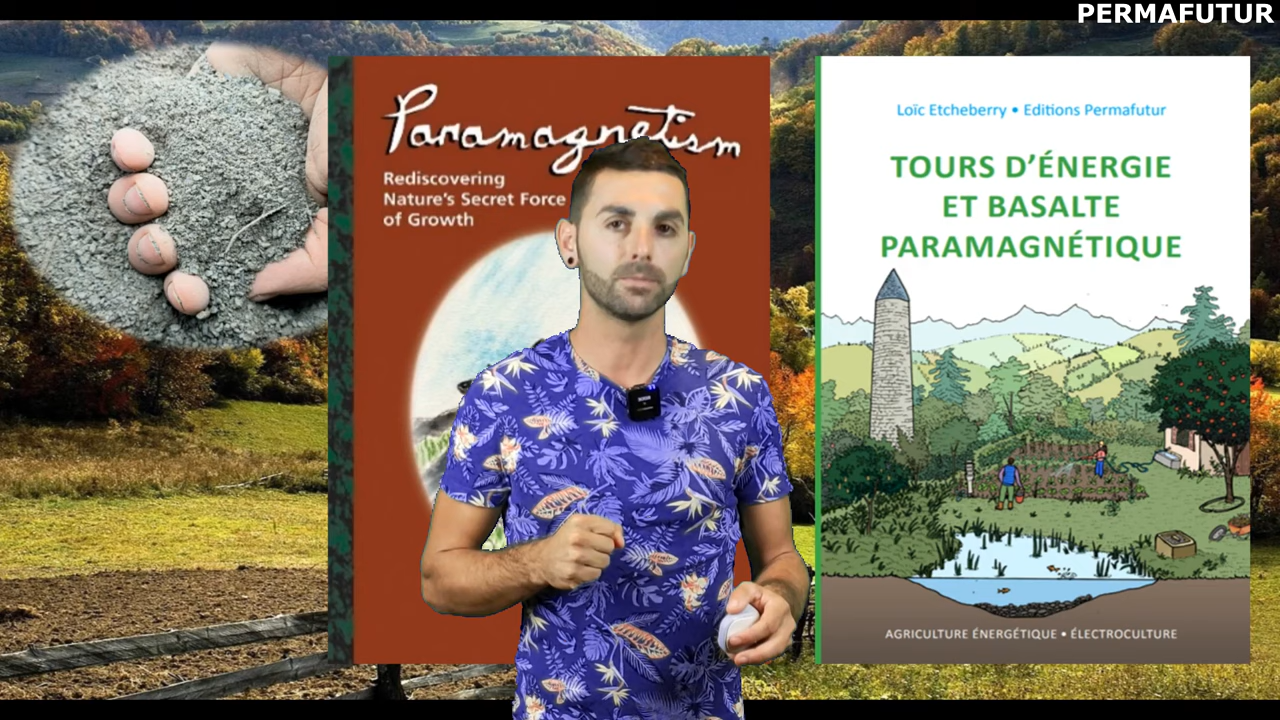 PERMAFUTUR
Paramagnetism
Rediscovering
Nature's Secret Force
of Growth
Loïc Etcheberry • Editions Permafutur
TOURS D'ÉNERGIE
ET BASALTE
PARAMAGNÉTIQUE
AGRICULTURE ÉNERGÉTIQUE • ÉLECTROCULTURE